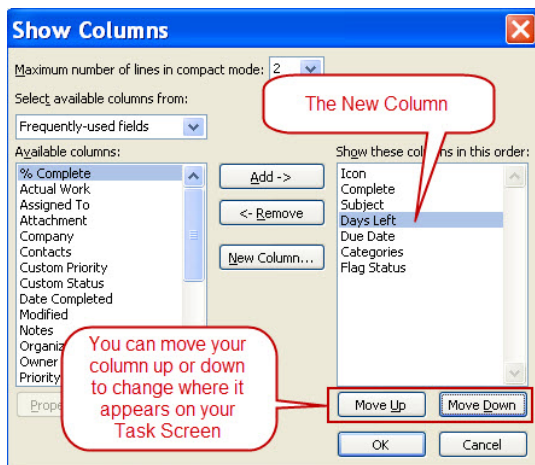 Show Columns
Maximum number of lines in compact mode: 2
Select available columns from:
The New Column
Frequently-used fields
Available columns:
Show these columns in this order:
% Complete
Actual Work
Assigned To
Attachment
Company
Contacts
Custom Priority
Custom Status
Date Completed
Modified
Notes
Owner
Priority
Add ->
<- Remove
New Column...
Icon
Complete
Subject
Days Left
Due Date
Categories
Flag Status
You can move your
column up or down
to change where it
appears on your
Task Screen
Move Up
Move Down
OK
Cancel